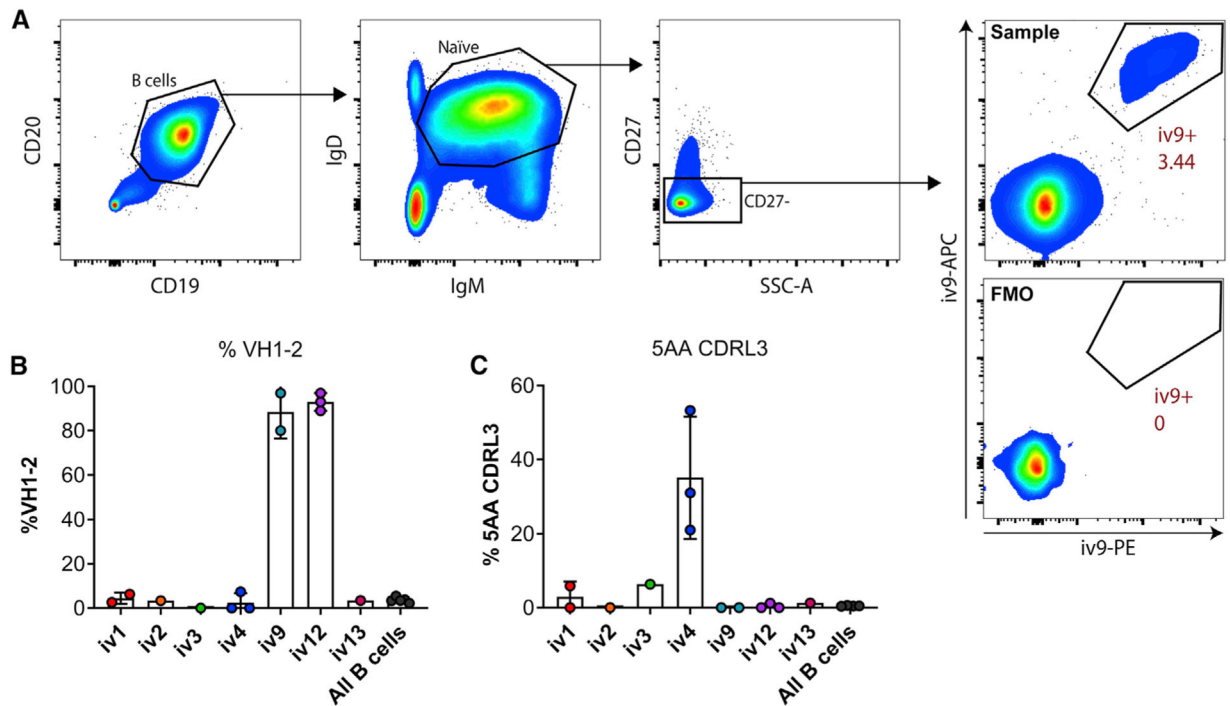 A
CD20
B cells
CD19
IgD
Naïve
IgM
CD27
CD27-
SSC-A
iv9-APC
Sample
iv9+
3.44
FMO
iv9+
0
iv9-PE
B
% VH1-2
%VH1-2
100
80
60
40
20
0
iv1
iv2
iv3
iv4
iv9
iv12
iv13
All B cells
C
5AA CDRL3
% 5AA CDRL3
60
40
20
0
iv1
iv2
iv3
iv4
iv9
iv12
iv13
All B cells